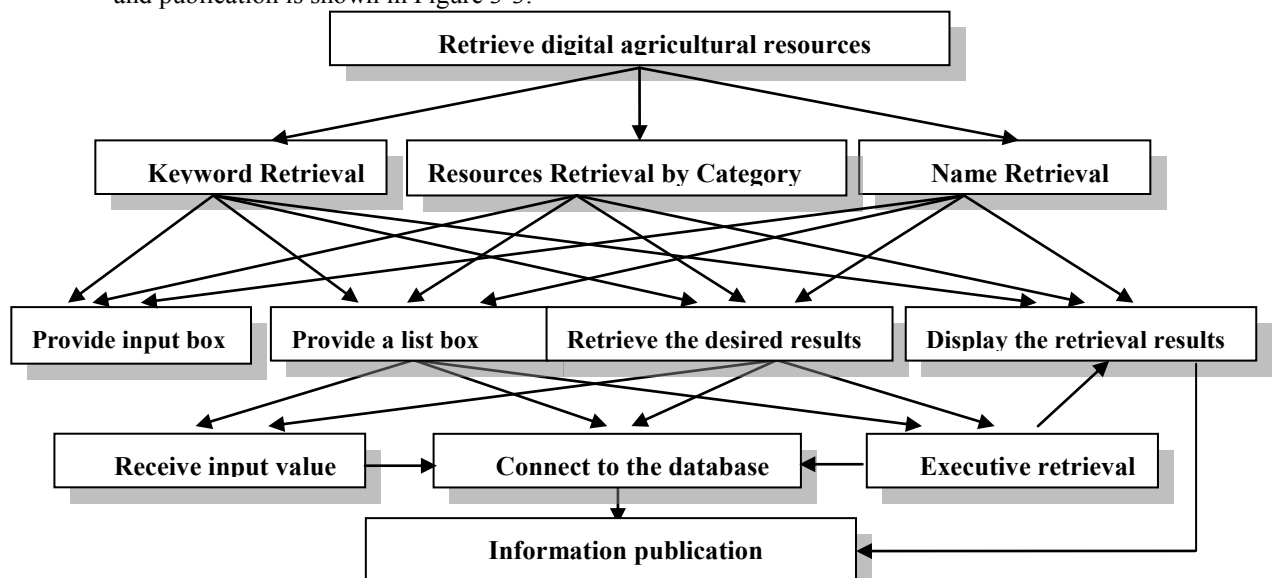 and publication is shown in Figure 3-3.
Retrieve digital agricultural resources
Keyword Retrieval
Resources Retrieval by Category
Name Retrieval
Provide input box
Provide a list box
Retrieve the desired results
Display the retrieval results
Receive input value
Connect to the database
Executive retrieval
Information publication